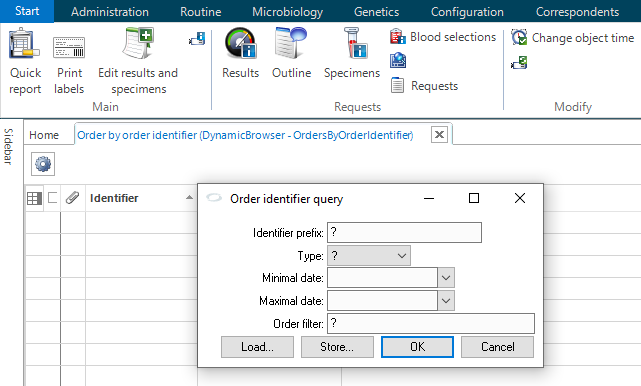 Start Administration Routine Microbiology Genetics Configuration Correspondents
Quick report
Print labels
Edit results and specimens
Main
Results
Outline
Specimens
Blood selections
Requests
Requests
Change object time
Modify
Sidebar
Home
Order by order identifier (DynamicBrowser - OrdersByOrderIdentifier)
Identifier
Order identifier query
Identifier prefix: ?
Type: ?
Minimal date:
Maximal date:
Order filter: ?
Load... Store... OK Cancel